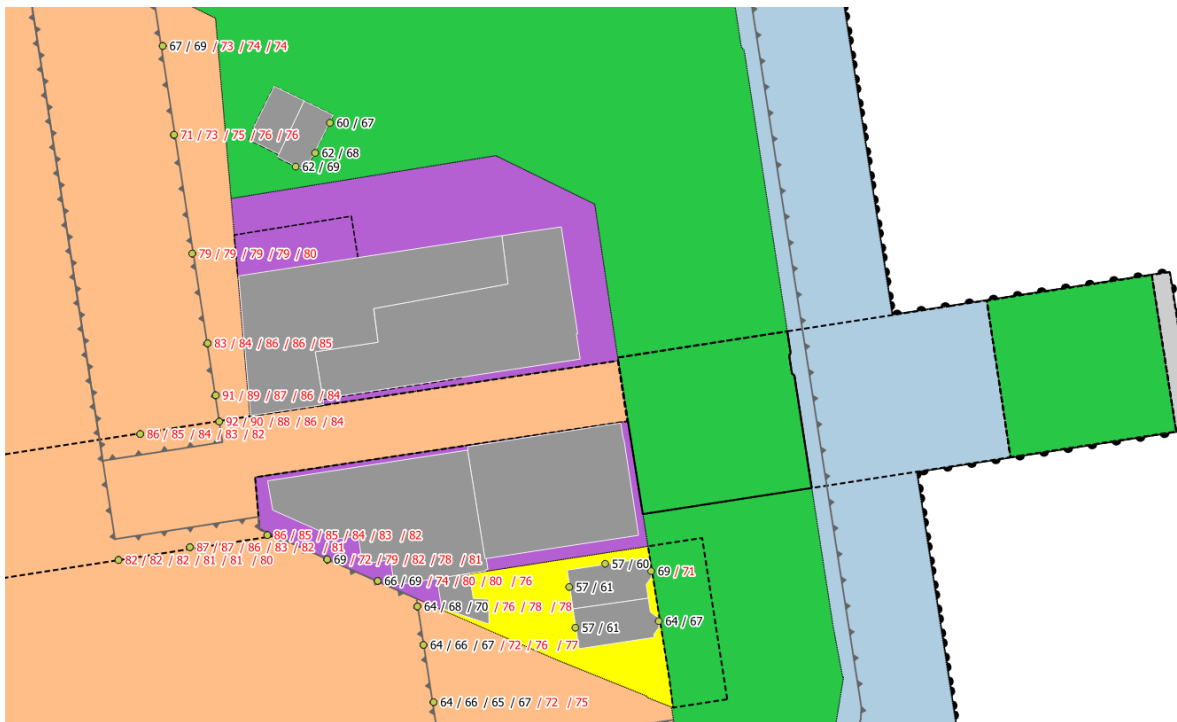 67 / 69 / 73 / 74 / 74
60 / 67
71 / 73 / 75 / 76 / 76
62 / 68
62 / 69
79 / 79 / 79 / 79 / 80
83 / 84 / 86 / 86 / 85
91 / 89 / 87 / 86 / 84
92 / 90 / 88 / 86 / 84
86 / 85 / 84 / 83 / 82
86 / 85 / 85 / 84 / 83 / 82
87 / 87 / 86 / 83 / 82 / 81
82 / 82 / 82 / 81 / 81 / 80
69 / 72 / 79 / 82 / 78 / 81
57 / 60
69 / 71
66 / 69 / 74 / 80 / 80 / 76
57 / 61
64 / 68 / 70 / 76 / 78 / 78
64 / 67
57 / 61
64 / 66 / 67 / 72 / 76 / 77
64 / 66 / 65 / 67 / 72 / 75